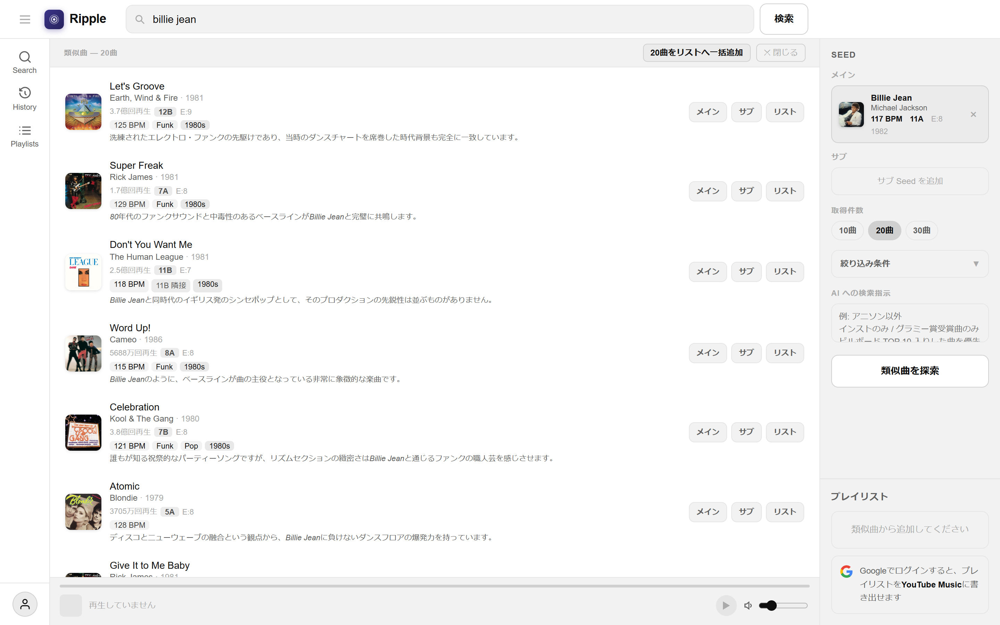 Ripple
billie jean
検索
Search
History
Playlists
類似曲 — 20曲
20曲をリストへ一括追加
× 閉じる
Let's Groove
Earth, Wind & Fire · 1981
3.7億回再生 12B E:9
125 BPM Funk 1980s
洗練されたエレクトロ・ファンクの先駆けであり、当時のダンスチャートを席巻した時代背景も完全に一致しています。
メイン サブ リスト
Super Freak
Rick James · 1981
1.7億回再生 7A E:8
129 BPM Funk 1980s
80年代のファンクサウンドと中毒性のあるベースラインがBillie Jeanと完璧に共鳴します。
メイン サブ リスト
Don't You Want Me
The Human League · 1981
2.5億回再生 11B E:7
118 BPM 11B 隣接 1980s
Billie Jeanと同時代のイギリス発のシンセポップとして、そのプロダクションの先鋭性は並ぶものがありません。
メイン サブ リスト
Word Up!
Cameo · 1986
5688万回再生 8A E:8
115 BPM Funk 1980s
Billie Jeanのように、ベースラインが曲の主役となっている非常に象徴的な楽曲です。
メイン サブ リスト
Celebration
Kool & The Gang · 1980
3.8億回再生 7B E:8
121 BPM Funk Pop 1980s
誰もが知る祝祭的なパーティーソングですが、リズムセクションの緻密さはBillie Jeanと通じるファンクの職人芸を感じさせます。
メイン サブ リスト
Atomic
Blondie · 1979
3705万回再生 5A E:8
128 BPM
ディスコとニューウェーブの融合という観点から、Billie Jeanに負けないダンスフロアの爆発力を持っています。
メイン サブ リスト
Give It to Me Baby
Rick James · 1981
再生していません
SEED
メイン
Billie Jean
Michael Jackson
117 BPM 11A E:8
1982
サブ
サブ Seed を追加
取得件数
10曲 20曲 30曲
絞り込み条件
AI への検索指示
例: アニソン以外
インストのみ / グラミー賞受賞曲のみ
ビルボード TOP 10 入りした曲を優先
類似曲を探索
プレイリスト
類似曲から追加してください
Googleでログインすると、プレ
イリストをYouTube Musicに書
き出せます